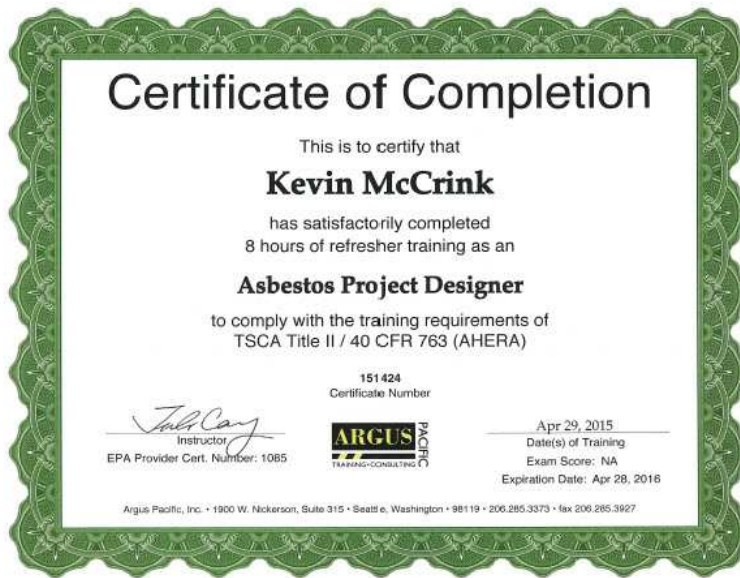 Certificate of Completion
This is to certify that
Kevin McCrink
has satisfactorily completed
8 hours of refresher training as an
Asbestos Project Designer
to comply with the training requirements of
TSCA Title II / 40 CFR 763 (AHERA)
151424
Certificate Number
Instructor
EPA Provider Cert. Number: 1085
ARGUS
PACIFIC
TRAINING•CONSULTING
Apr 29, 2015
Date(s) of Training
Exam Score: NA
Expiration Date: Apr 28, 2016
Argus Pacific, Inc. • 1900 W. Nickerson, Suite 315 • Seattle, Washington • 98119 • 206.285.3373 • fax 206.285.3927